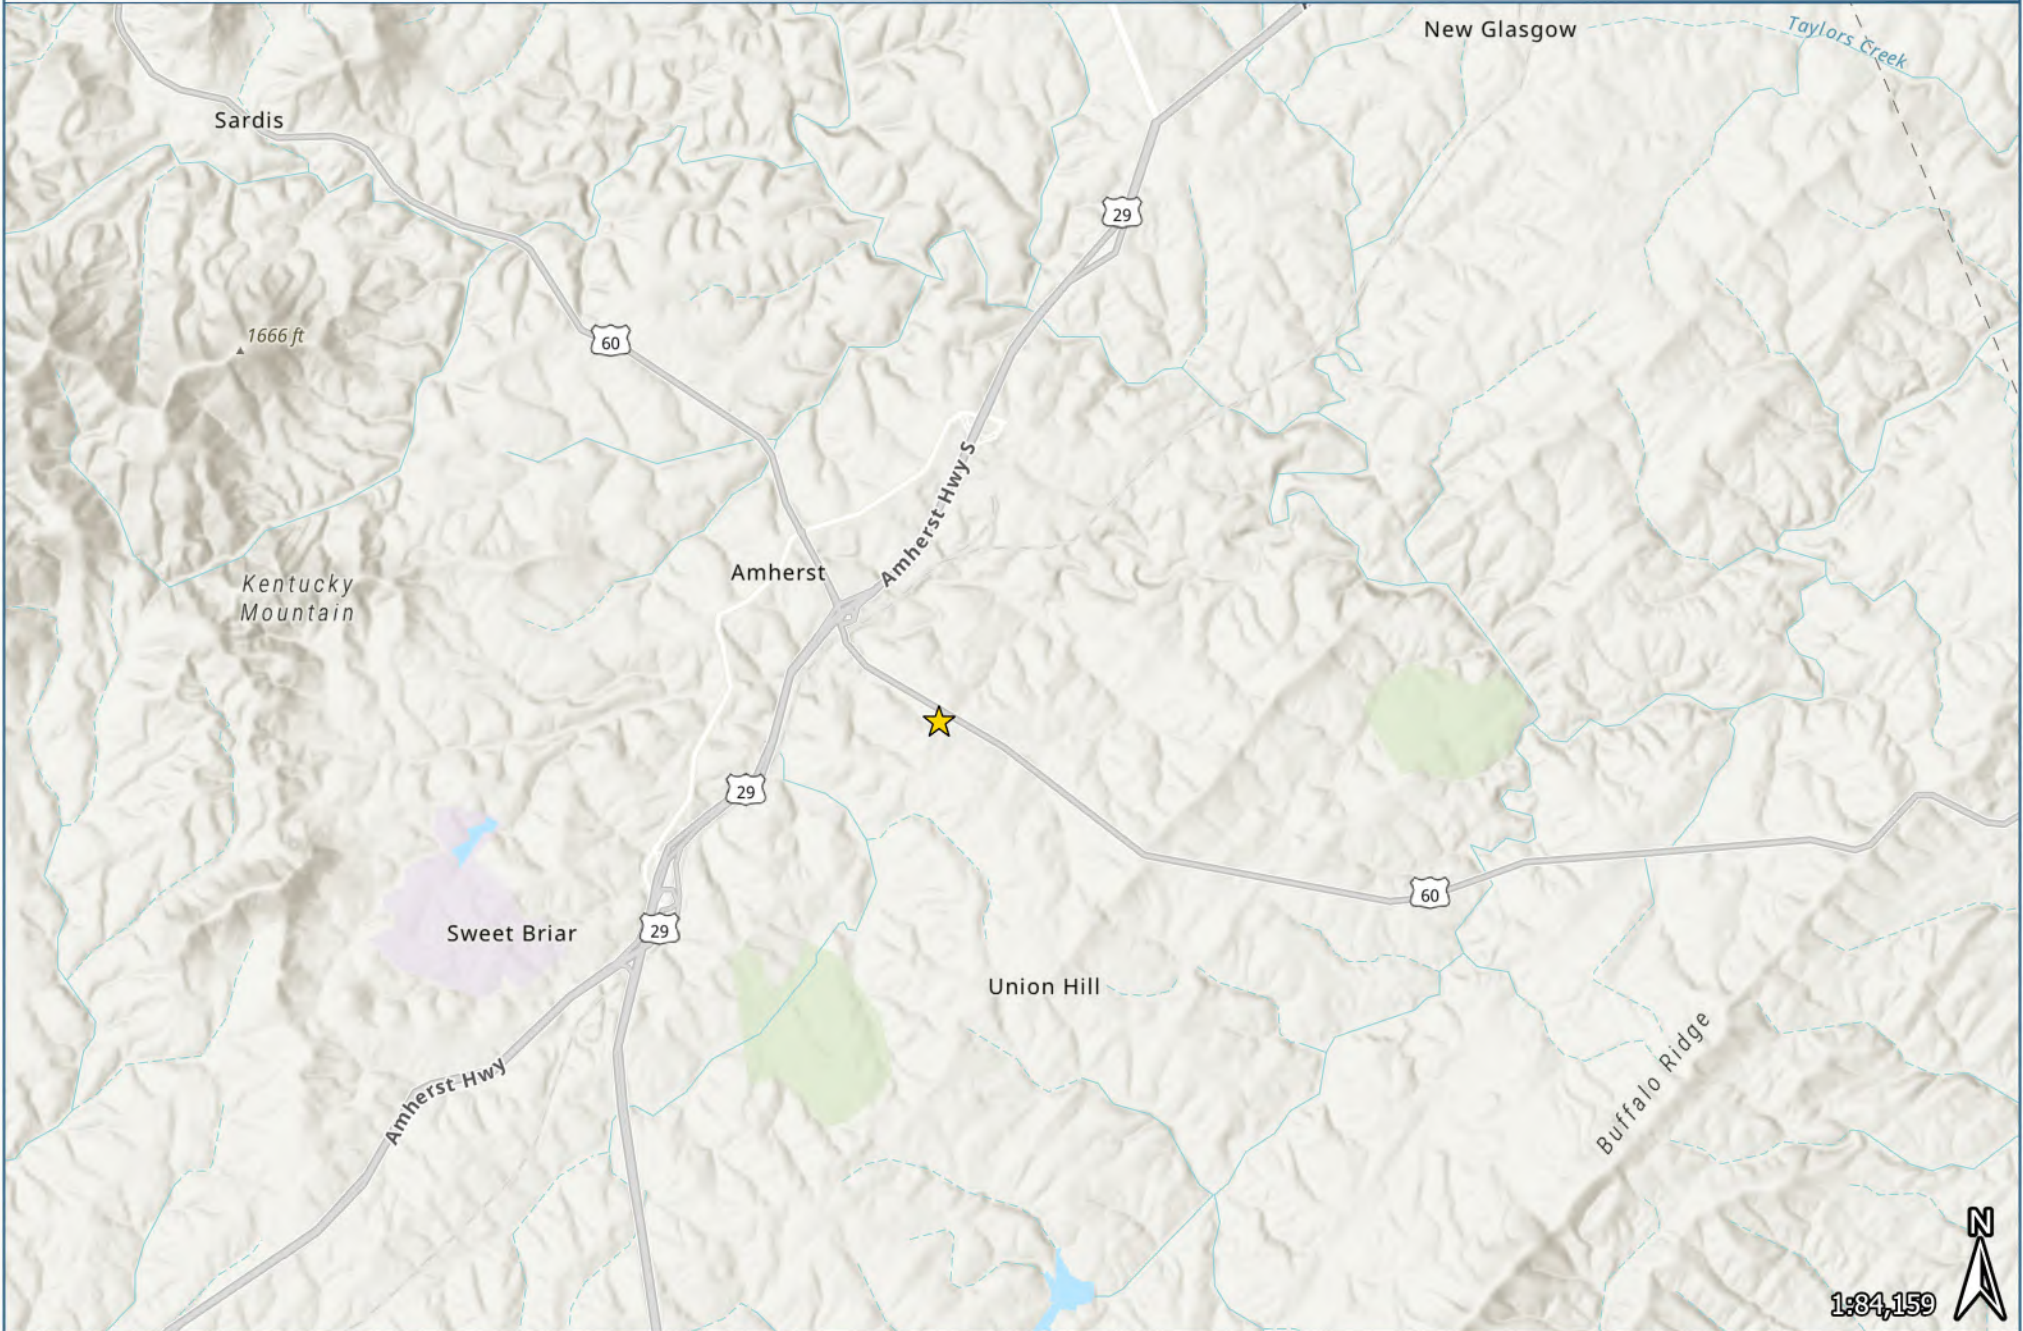 New Glasgow
Taylors Creek
Sardis
29
1666 ft
60
Amherst Hwy S
Amherst
Kentucky
Mountain
29
60
29
Sweet Briar
Union Hill
Buffalo Ridge
Amherst Hwy
N
1:84,159